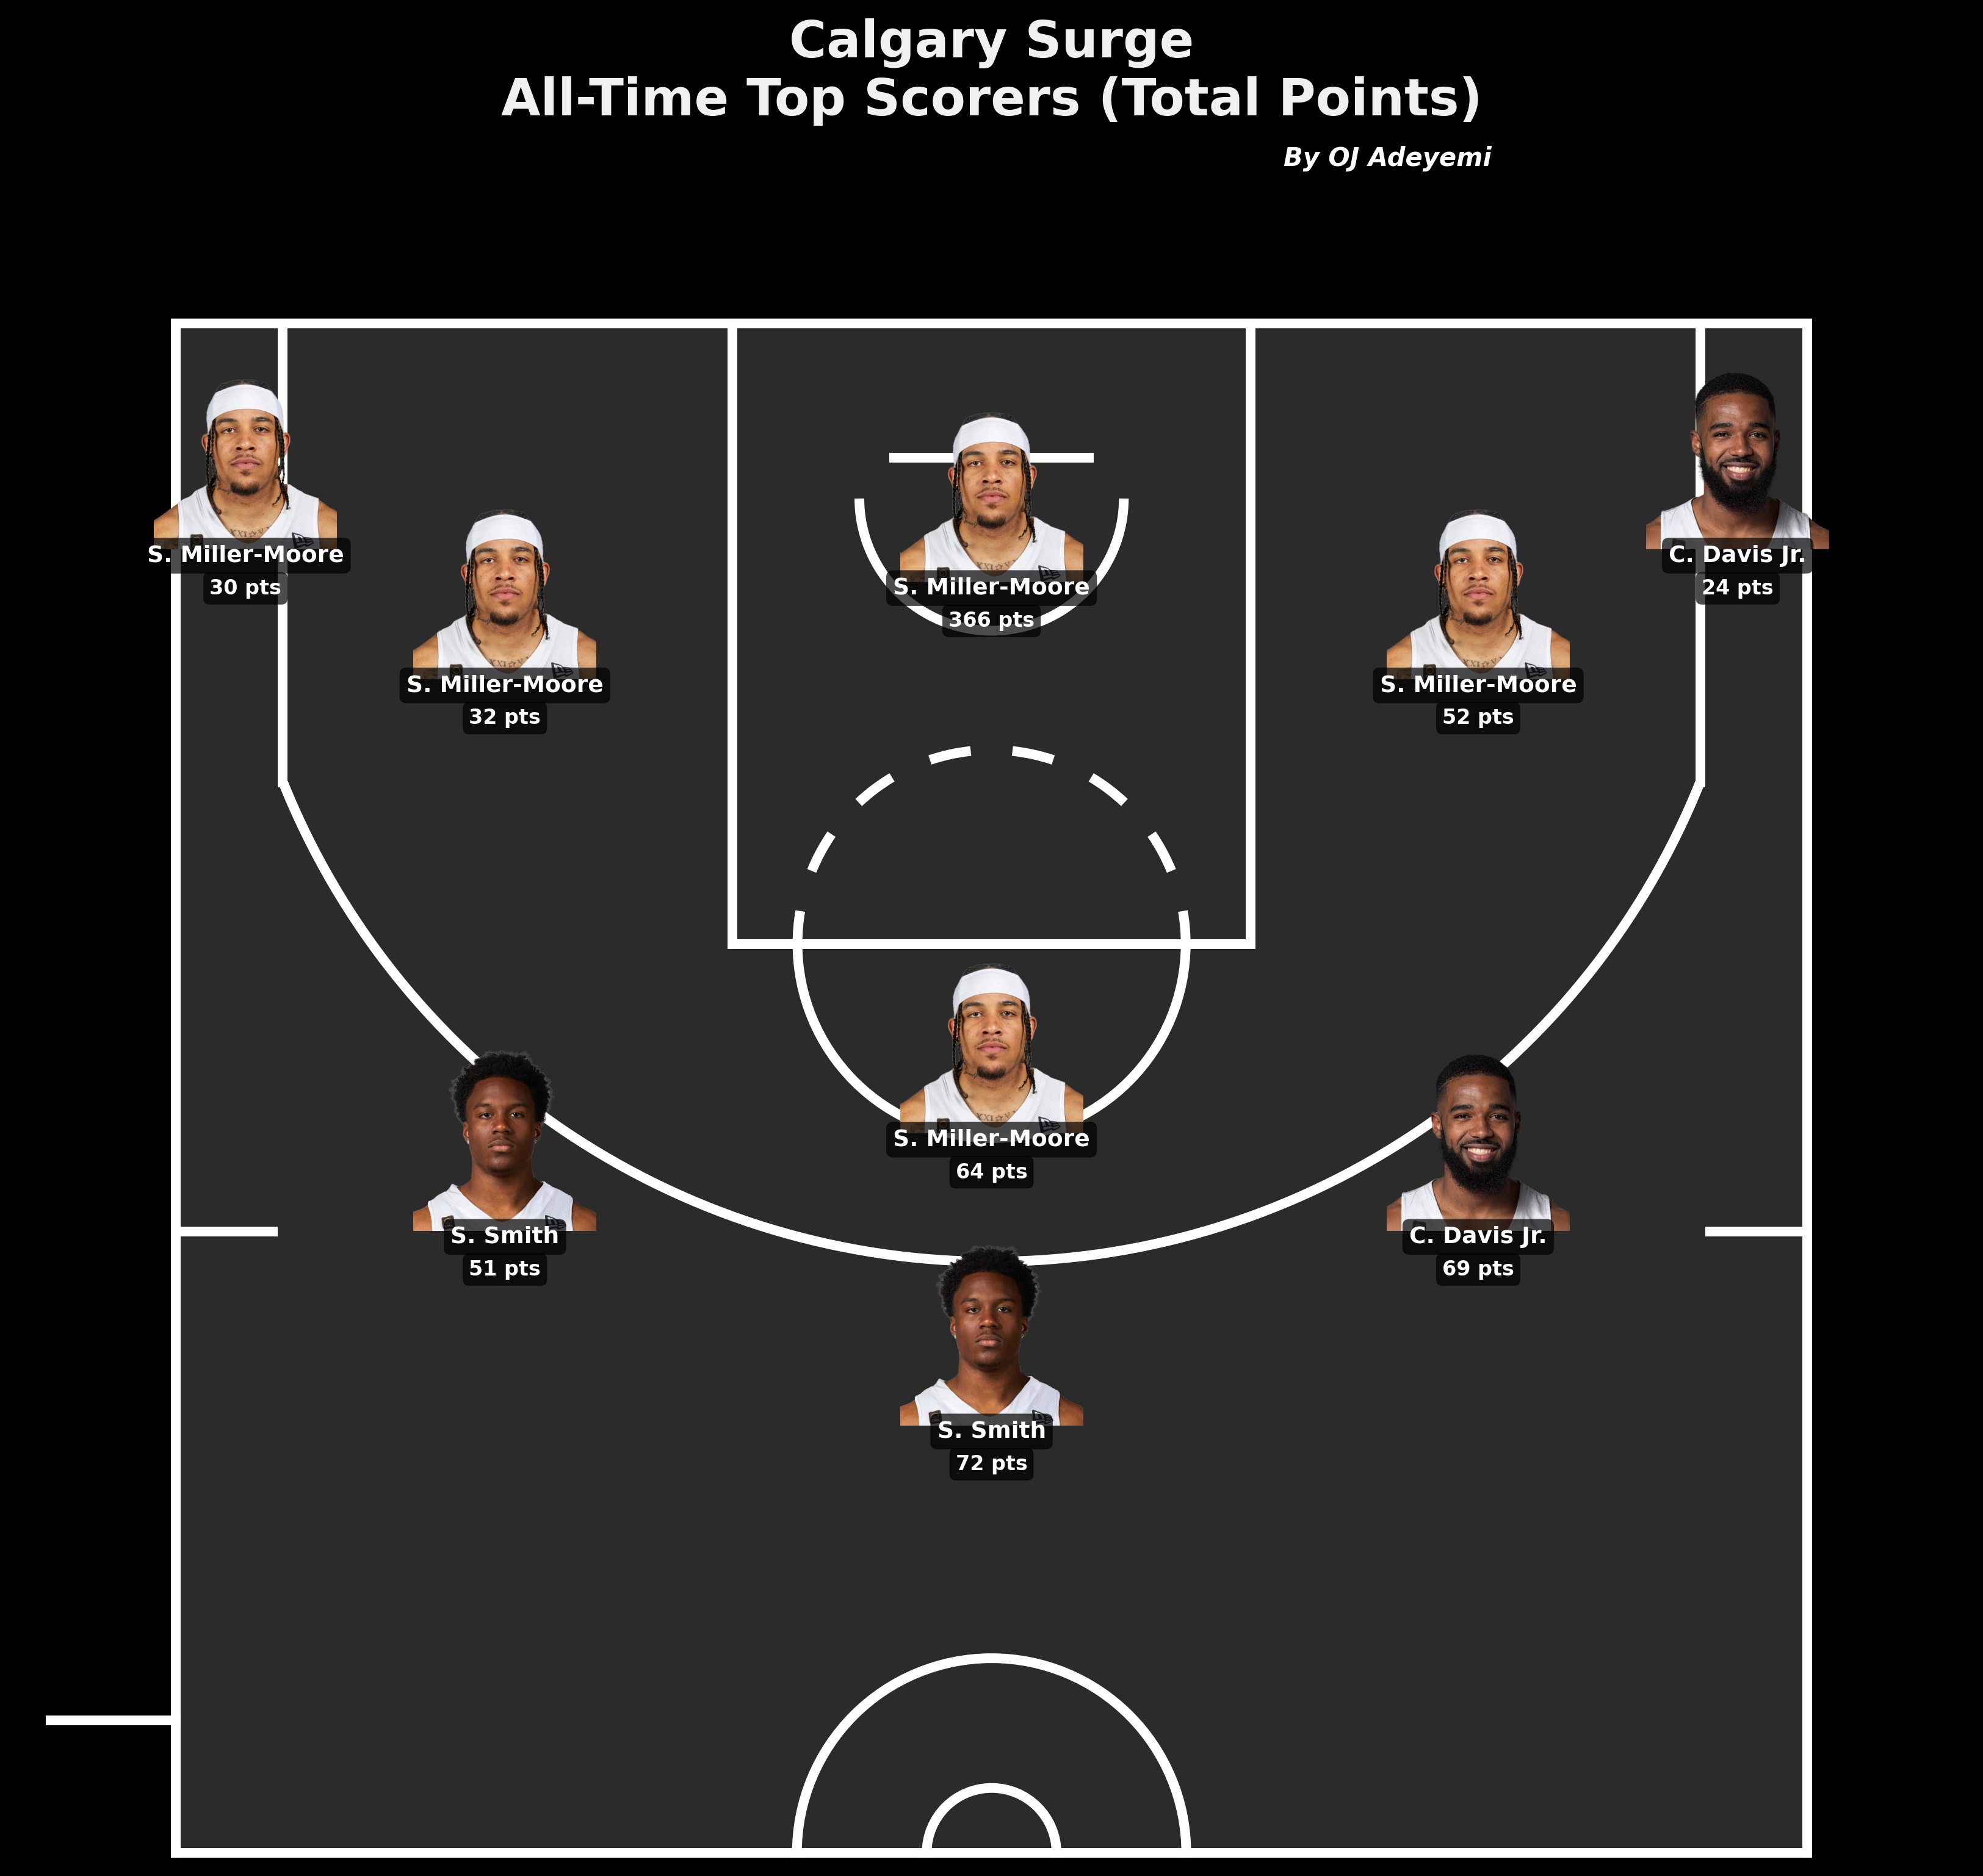 Calgary Surge
All-Time Top Scorers (Total Points)
By OJ Adeyemi
S. Miller-Moore
30 pts
C. Davis Jr.
24 pts
S. Miller-Moore
366 pts
S. Miller-Moore
32 pts
S. Miller-Moore
52 pts
S. Miller-Moore
64 pts
S. Smith
51 pts
C. Davis Jr.
69 pts
S. Smith
72 pts